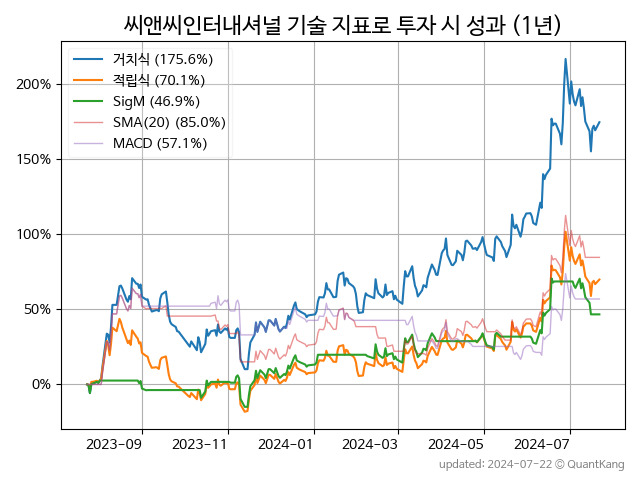 씨앤씨인터내셔널 기술 지표로 투자 시 성과 (1년)
거치식 (175.6%)
적립식 (70.1%)
SigM (46.9%)
SMA(20) (85.0%)
MACD (57.1%)
200%
150%
100%
50%
0%
2023-09 2023-11 2024-01 2024-03 2024-05 2024-07
updated: 2024-07-22 © QuantKang